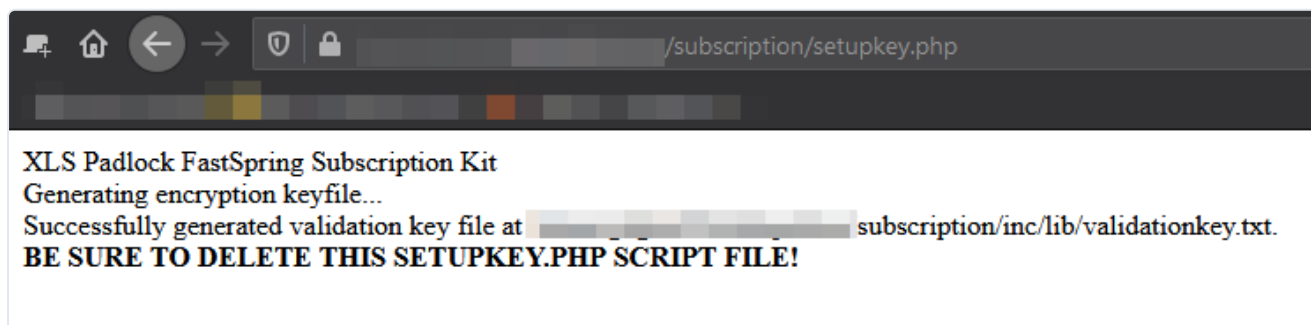 /subscription/setupkey.php
XLS Padlock FastSpring Subscription Kit
Generating encryption keyfile...
Successfully generated validation key file at subscription/inc/lib/validationkey.txt.
BE SURE TO DELETE THIS SETUPKEY.PHP SCRIPT FILE!